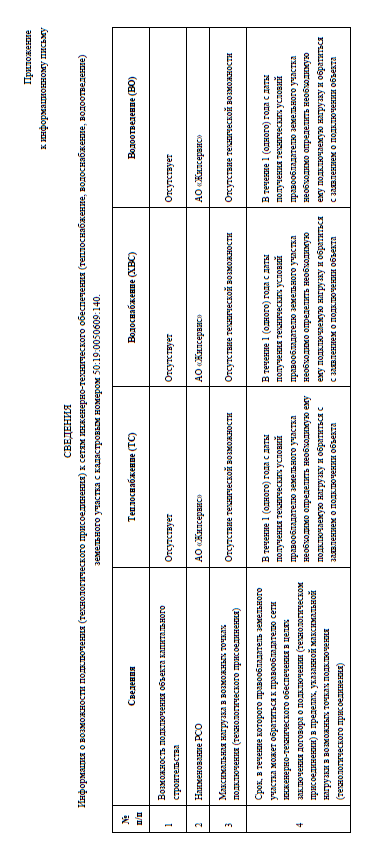 Приложение
к информационному письму
СВЕДЕНИЯ
Информация о возможности подключения (технологического присоединения) к сетям инженерно-технического обеспечения (теплоснабжение, водоснабжение, водоотведение)
земельного участка с кадастровым номером 50:19:0050609:140.
№
п/п
Сведения
Теплоснабжение (ТС)
Водоснабжение (ХВС)
Водоотведение (ВО)
1
Возможность подключения объекта капитального
строительства
Отсутствует
Отсутствует
Отсутствует
2
Наименование РСО
АО «Жилсервис»
АО «Жилсервис»
АО «Жилсервис»
3
Максимальная нагрузка в возможных точках
подключения (технологического присоединения)
Отсутствие технической возможности
Отсутствие технической возможности
Отсутствие технической возможности
4
Срок, в течение которого правообладатель земельного
участка может обратиться к правообладателю сети
инженерно-технического обеспечения в целях
заключения договора о подключении (технологическом
присоединении) в пределах, указанной максимальной
нагрузки в возможных точках подключения
(технологического присоединения)
В течение 1 (одного) года с даты
получения технических условий
правообладателю земельного участка
необходимо определить необходимую ему
подключаемую нагрузку и обратиться с
заявлением о подключении объекта
В течение 1 (одного) года с даты
получения технических условий
правообладателю земельного участка
необходимо определить необходимую
ему подключаемую нагрузку и обратиться
с заявлением о подключении объекта
В течение 1 (одного) года с даты
получения технических условий
правообладателю земельного участка
необходимо определить необходимую
ему подключаемую нагрузку и обратиться
с заявлением о подключении объекта